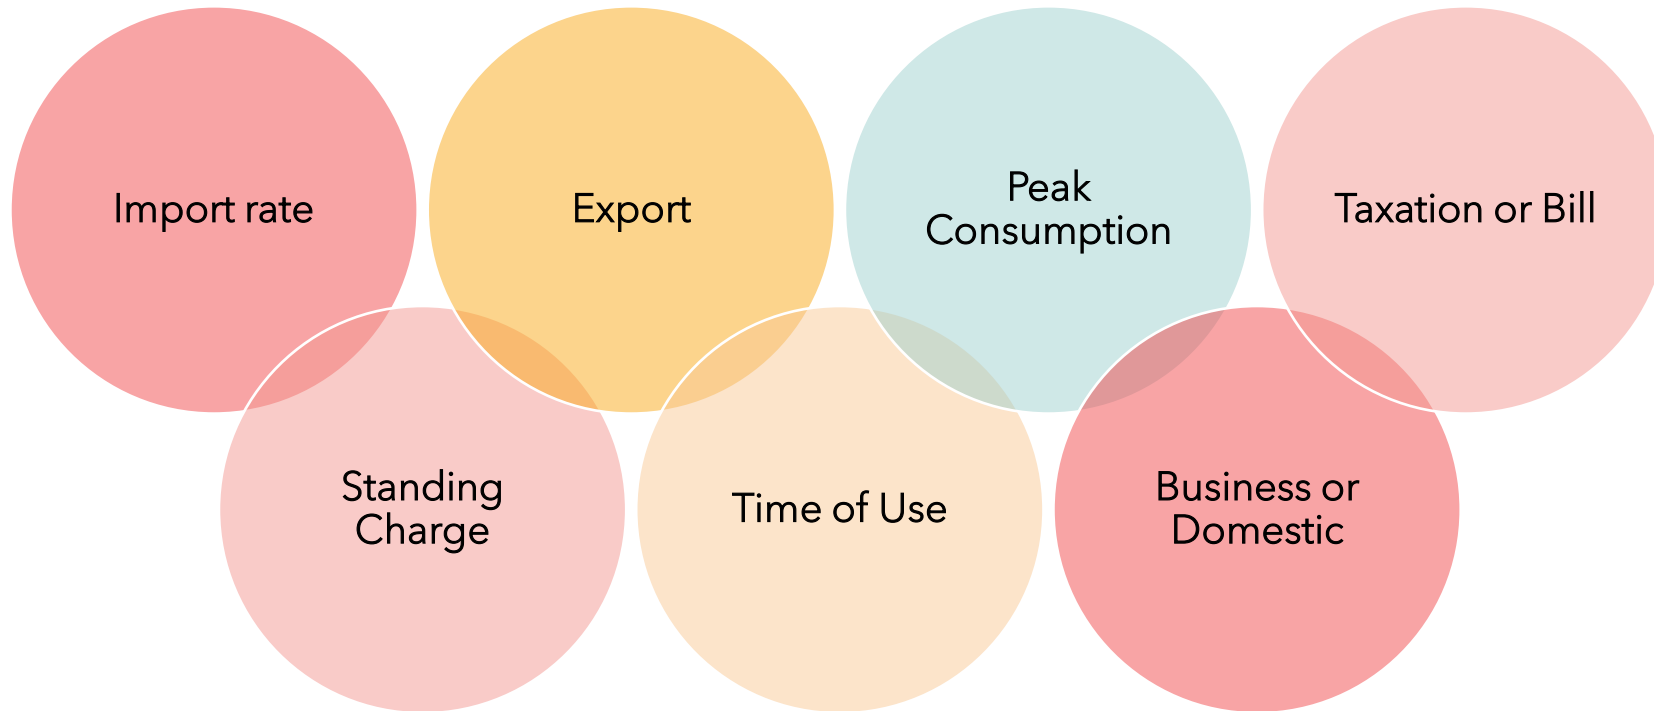 Import rate
Export
Peak
Consumption
Taxation or Bill
Standing
Charge
Time of Use
Business or
Domestic